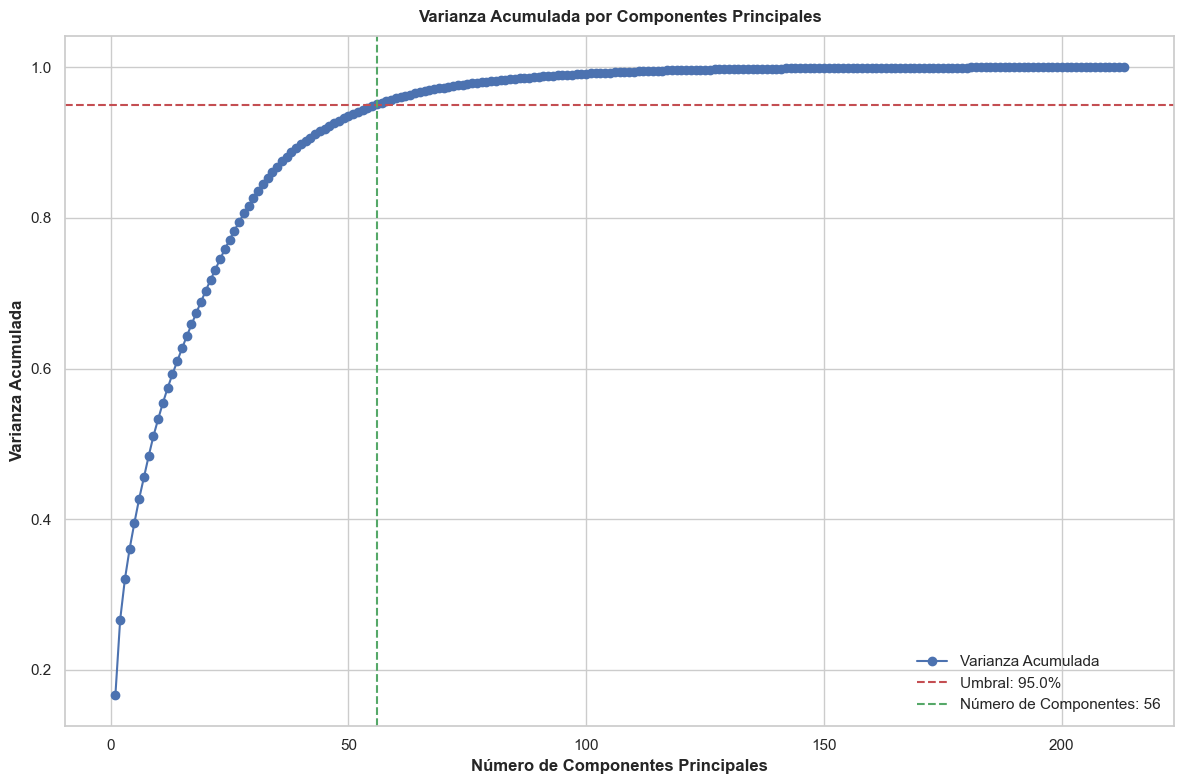 Varianza Acumulada por Componentes Principales
Varianza Acumulada
1.0
0.8
0.6
0.4
0.2
0
50
100
150
200
Número de Componentes Principales
Varianza Acumulada
Umbral: 95.0%
Número de Componentes: 56